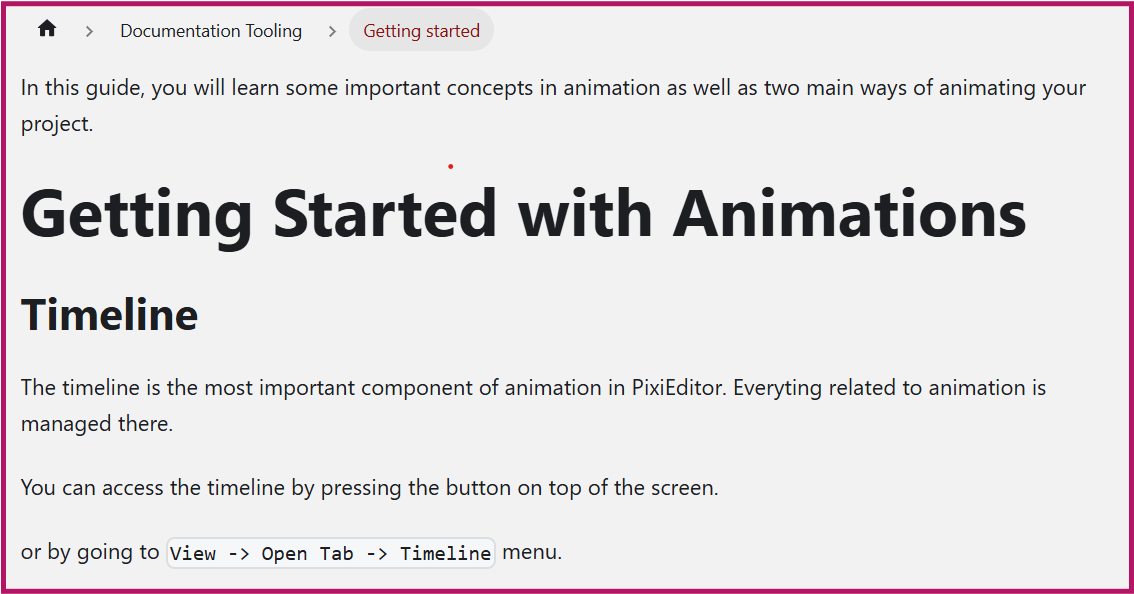 Documentation Tooling > Getting started
In this guide, you will learn some important concepts in animation as well as two main ways of animating your
project.
Getting Started with Animations
Timeline
The timeline is the most important component of animation in PixiEditor. Everyting related to animation is
managed there.
You can access the timeline by pressing the button on top of the screen.
or by going to View -> Open Tab -> Timeline menu.